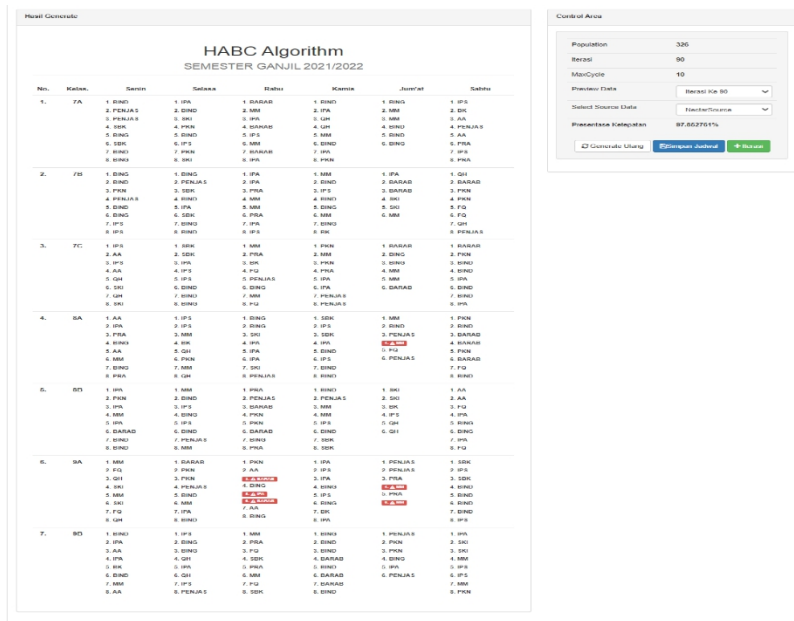 Hasil Generate
HABC Algorithm
SEMESTER GANJIL 2021/2022
No. Kelas. Senin Selasa Rabu Kamis Jum'at Sabtu
1. 7A 1. BIND 1. IPA 1. BARAB 1. BIND 1. BING 1. IPS
2. PENJAS 2. BIND 2. MM 2. IPA 2. MM 2. BK
3. PENJAS 3. SKI 3. IPA 3. QH 3. MM 3. AA
4. SBK 4. PKN 4. BARAB 4. QH 4. BIND 4. PENJAS
5. BING 5. BIND 5. IPS 5. MM 5. BIND 5. AA
6. SBK 6. IPS 6. MM 6. BIND 6. BING 6. PRA
7. BIND 7. PKN 7. BARAB 7. IPA 7. IPS
8. BING 8. SKI 8. IPA 8. PKN 8. PRA
2. 7B 1. BING 1. BING 1. IPA 1. MM 1. IPA 1. QH
2. BIND 2. PENJAS 2. IPA 2. BIND 2. BARAB 2. BARAB
3. PKN 3. SBK 3. PRA 3. IPS 3. BARAB 3. PKN
4. PENJAS 4. BIND 4. MM 4. BIND 4. SKI 4. PKN
5. BIND 5. IPA 5. MM 5. BING 5. SKI 5. FQ
6. BING 6. SBK 6. PRA 6. MM 6. MM 6. FQ
7. IPS 7. BING 7. IPA 7. BING 7. QH
8. IPS 8. BIND 8. IPS 8. BK 8. PENJAS
3. 7C 1. IPS 1. SBK 1. MM 1. PKN 1. BARAB 1. BARAB
2. AA 2. SBK 2. PRA 2. MM 2. BING 2. PKN
3. IPS 3. IPA 3. BK 3. PKN 3. BING 3. BIND
4. AA 4. IPS 4. FQ 4. PRA 4. MM 4. BIND
5. QH 5. IPS 5. PENJAS 5. IPA 5. MM 5. IPA
6. SKI 6. BIND 6. BING 6. IPA 6. BARAB 6. BIND
7. QH 7. BIND 7. MM 7. PENJAS 7. BIND
8. SKI 8. BING 8. FQ 8. PENJAS 8. IPA
4. 8A 1. AA 1. IPS 1. BING 1. SBK 1. MM 1. PKN
2. IPA 2. IPS 2. BING 2. IPS 2. BIND 2. BIND
3. PRA 3. MM 3. SKI 3. SBK 3. PENJAS 3. BARAB
4. BING 4. BK 4. IPA 4. IPA 4. BARAB
5. AA 5. QH 5. IPA 5. BIND 5. FQ 5. PKN
6. MM 6. PKN 6. IPS 6. BING 6. PENJAS 6. BARAB
7. BING 7. MM 7. SKI 7. BIND 7. FQ
8. PRA 8. QH 8. PENJAS 8. BIND 8. BIND
5. 8B 1. IPA 1. MM 1. PRA 1. BIND 1. SKI 1. AA
2. PKN 2. BIND 2. PENJAS 2. PENJAS 2. SKI 2. AA
3. IPA 3. IPS 3. BARAB 3. MM 3. BK 3. FQ
4. MM 4. BING 4. PKN 4. MM 4. IPS 4. IPA
5. IPA 5. IPS 5. PKN 5. IPS 5. QH 5. BING
6. BARAB 6. BIND 6. BARAB 6. BIND 6. QH 6. BING
7. BIND 7. PENJAS 7. BING 7. SBK 7. IPA
8. BIND 8. MM 8. PRA 8. SBK 8. FQ
6. 9A 1. MM 1. BARAB 1. PKN 1. IPA 1. PENJAS 1. SBK
2. FQ 2. PKN 2. AA 2. IPS 2. PENJAS 2. IPS
3. QH 3. PKN 3. IPA 3. PRA 3. SBK
4. SKI 4. PENJAS 4. BING 4. BING 4. BIND
5. MM 5. BIND 5. IPS 5. PRA 5. BIND
6. SKI 6. MM 6. BING 6. BIND
7. FQ 7. IPA 7. AA 7. BK 7. BIND
8. QH 8. BIND 8. BING 8. IPA 8. IPS
7. 9B 1. BIND 1. IPS 1. MM 1. BING 1. PENJAS 1. IPA
2. IPA 2. BING 2. PRA 2. BIND 2. PKN 2. SKI
3. AA 3. BING 3. FQ 3. BIND 3. PKN 3. SKI
4. IPA 4. QH 4. SBK 4. BARAB 4. BING 4. MM
5. BK 5. IPA 5. PRA 5. BIND 5. IPA 5. IPS
6. BIND 6. QH 6. MM 6. BARAB 6. PENJAS 6. IPS
7. MM 7. IPS 7. FQ 7. BARAB 7. MM
8. AA 8. PENJAS 8. SBK 8. BIND 8. PKN
Control Area
Population 326
Iterasi 90
MaxCycle 10
Preview Data Iterasi Ke 90
Select Source Data NectarSource
Presentase Ketepatan 97.862761%
Generate Ulang Simpan Jadwal Iterasi